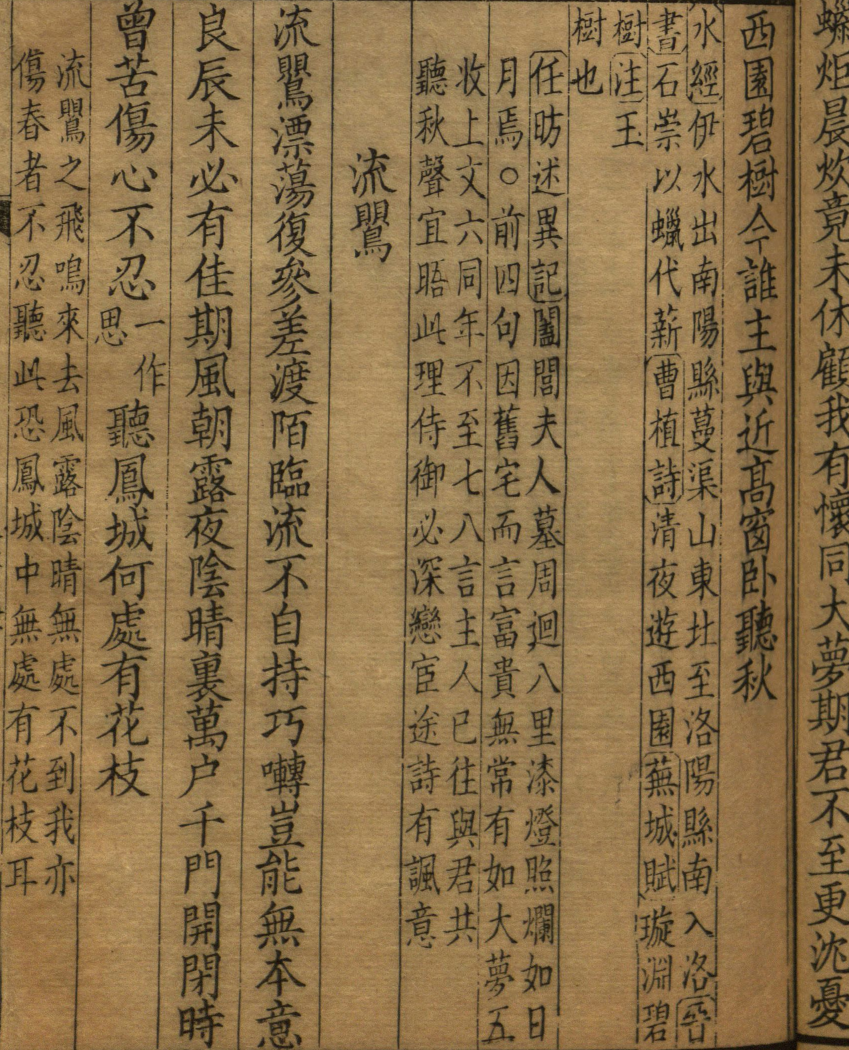 蠟炬晨炊竟未休顧我有懷同大夢期君不至更沈憂
西園碧樹今誰主與近高窗卧聽秋
水經伊水出南陽縣蔓渠山東北至洛陽縣南入洛晉
書石崇以蠟代薪曹植詩清夜遊西園蕪城賦璇淵碧
樹注玉
樹也
任昉述異記闔閭夫人墓周迴八里漆燈照爛如日
月焉○前四句因舊宅而言富貴無常有如大夢五
收上文六同年不至七八言主人已往與君共
聽秋聲宜晤此理侍御必深戀宦途詩有諷意
流鶯
流鶯漂蕩復參差渡陌臨流不自持巧囀豈能無本意
良辰未必有佳期風朝露夜陰晴裏萬戶千門開閉時
曾苦傷心不忍一作思聽鳳城何處有花枝
流鶯之飛鳴來去風露陰晴無處不到我亦
傷春者不忍聽此恐鳳城中無處有花枝耳